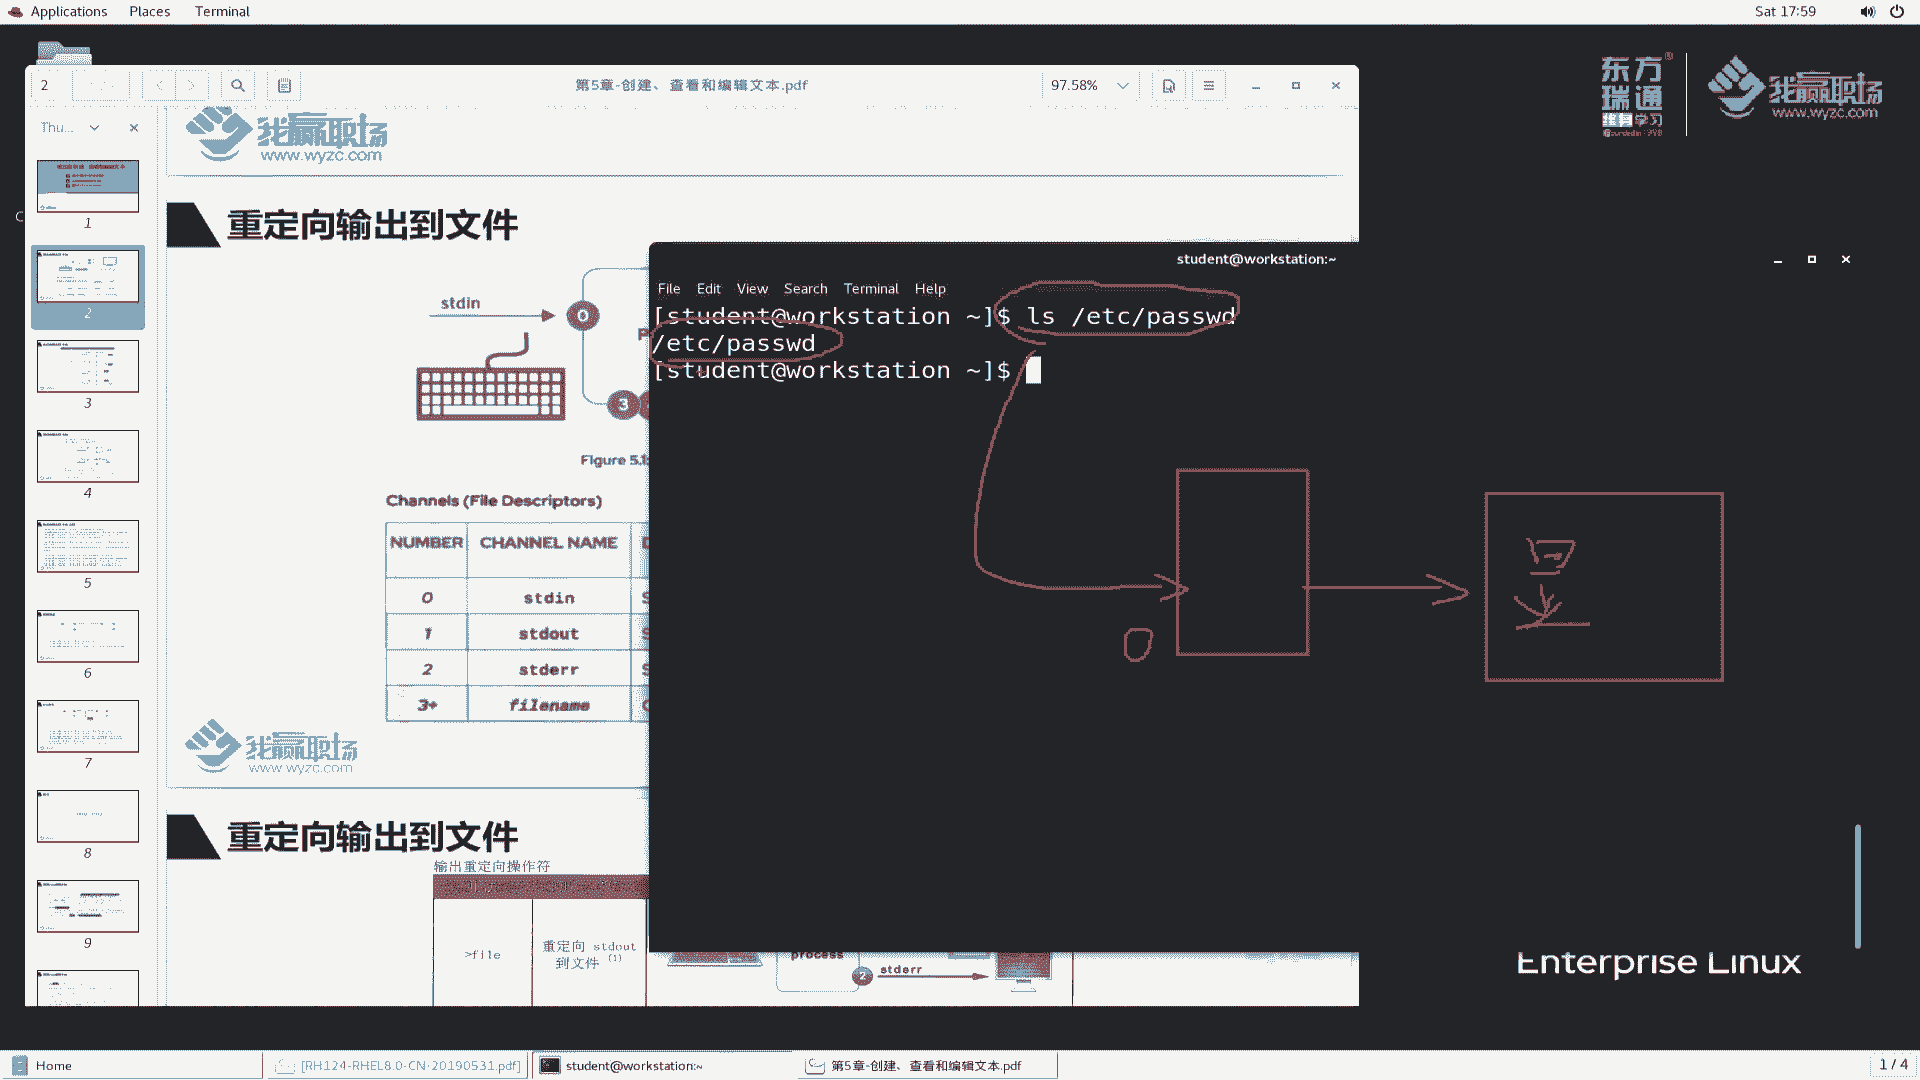 Applications Places Terminal
Sat 17:59
2
第5章-创建、查看和编辑文本.pdf
97.58%
东方
瑞通
www.wyzc.com
Thu...
我赢职场
www.wyzc.com
1
2
3
4
5
6
7
8
9
重定向输出到文件
stdin
0
3
Figure 5.1:
Channels (File Descriptors)
NUMBER CHANNEL NAME
0 stdin
1 stdout
2 stderr
3+ filename
我赢职场
www.wyzc.com
重定向输出到文件
输出重定向操作符
>file
重定向 stdout
到文件 (1)
process
2 stderr
student@workstation:~
File Edit View Search Terminal Help
[student@workstation ~]$ ls /etc/passwd
/etc/passwd
[student@workstation ~]$
0
Enterprise Linux
Home
[RH124-RHEL8.0-CN-20190531.pdf]
student@workstation:~
第5章-创建、查看和编辑文本.pdf
1 / 4